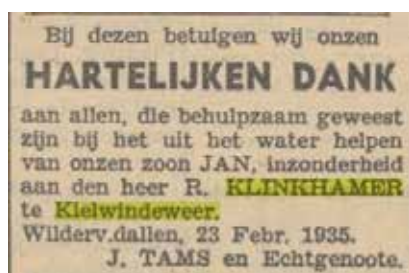 Bij dezen betuigen wij onzen
HARTELIJKEN DANK
aan allen, die behulpzaam geweest
zijn bij het uit het water helpen
van onzen zoon JAN, inzonderheid
aan den heer R. KLINKHAMER
te Kielwindeweer.
Wilderv.dallen, 23 Febr. 1935.
J. TAMS en Echtgenoote.